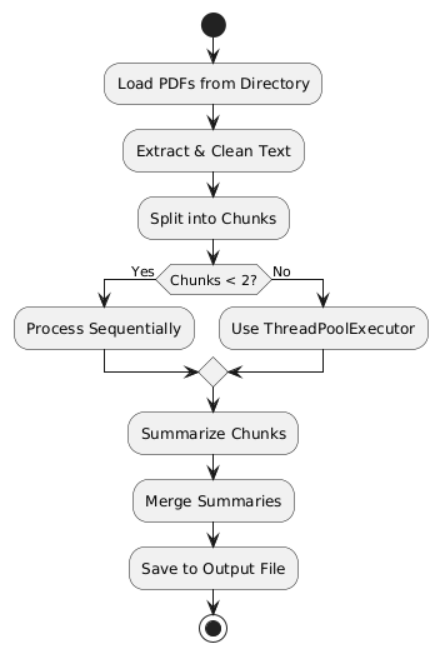 Load PDFs from Directory
Extract & Clean Text
Split into Chunks
Yes
Chunks < 2?
No
Process Sequentially
Use ThreadPoolExecutor
Summarize Chunks
Merge Summaries
Save to Output File